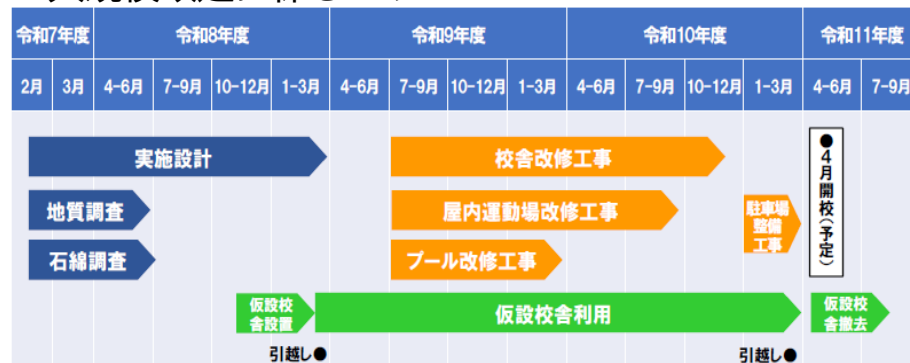 令和7年度 令和8年度 令和9年度 令和10年度 令和11年度
2月 3月 4-6月 7-9月 10-12月 1-3月 4-6月 7-9月 10-12月 1-3月 4-6月 7-9月 10-12月 1-3月 4-6月 7-9月
実施設計 校舎改修工事
地質調査 屋内運動場改修工事
駐車場
整備
工事
●4月開校(予定)
石綿調査 プール改修工事
仮設校
舎設置
仮設校舎利用
仮設校
舎撤去
引越し● 引越し●